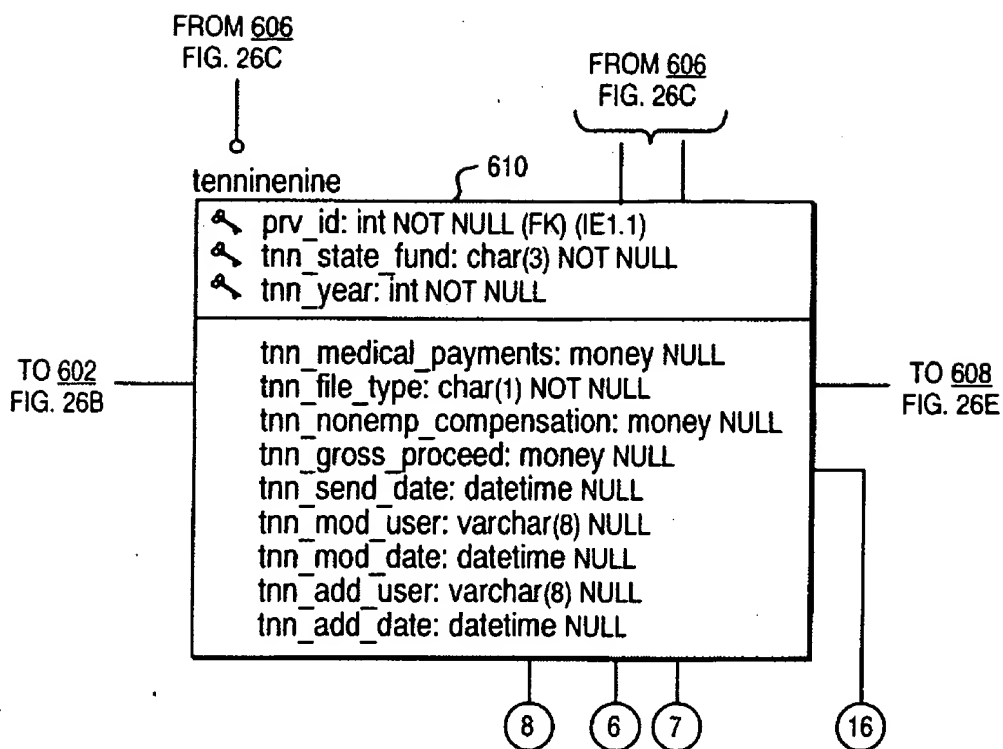 FROM 606
FIG. 26C
FROM 606
FIG. 26C
tenninenine
610
prv_id: int NOT NULL (FK) (IE1.1)
tnn_state_fund: char(3) NOT NULL
tnn_year: int NOT NULL
tnn_medical_payments: money NULL
tnn_file_type: char(1) NOT NULL
tnn_nonemp_compensation: money NULL
tnn_gross_proceed: money NULL
tnn_send_date: datetime NULL
tnn_mod_user: varchar(8) NULL
tnn_mod_date: datetime NULL
tnn_add_user: varchar(8) NULL
tnn_add_date: datetime NULL
TO 602
FIG. 26B
TO 608
FIG. 26E
8
6
7
16